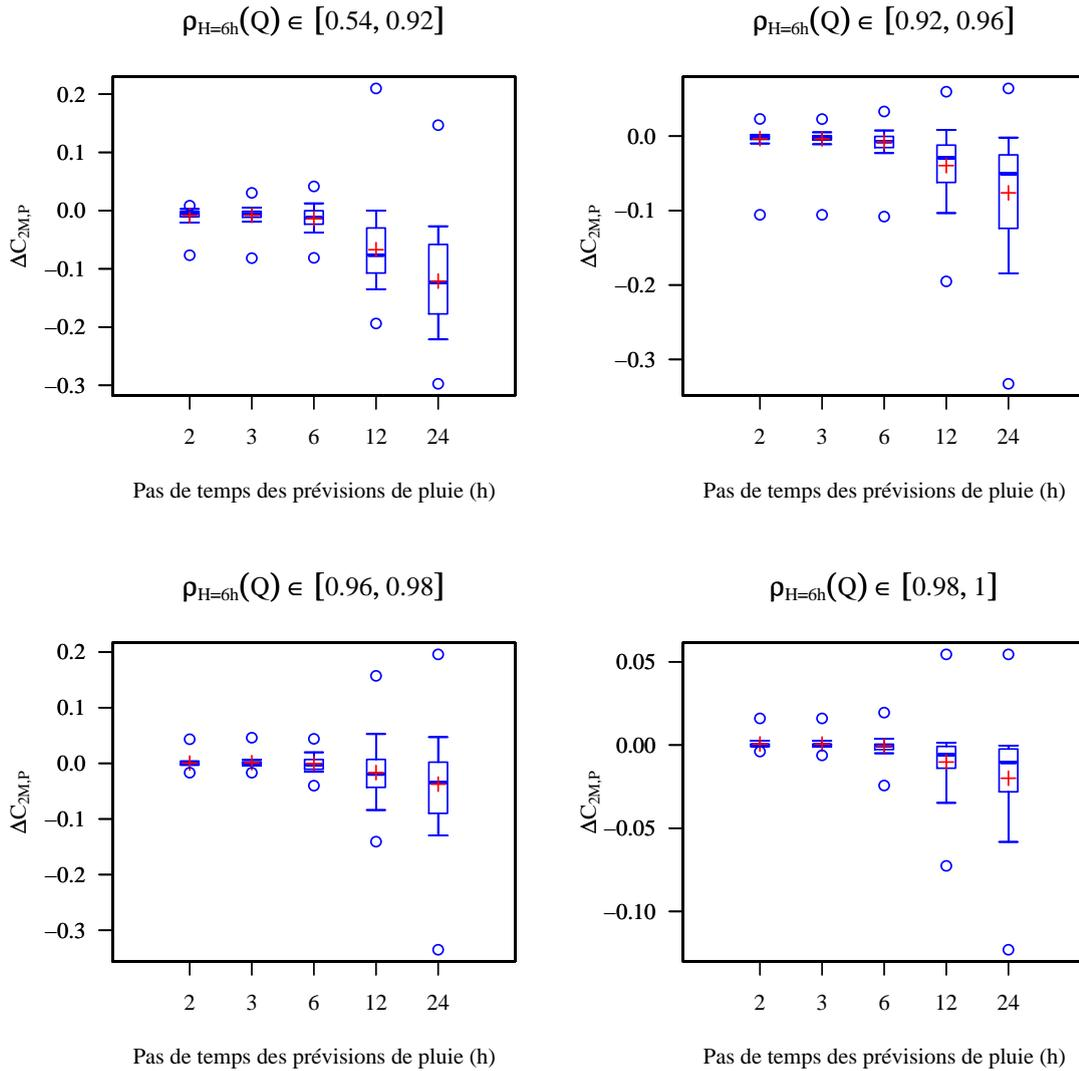 ρH=6h(Q) ∈ [0.54, 0.92]
0.2
0.1
0.0
−0.1
−0.2
−0.3
ΔC2M,P
2 3 6 12 24
Pas de temps des prévisions de pluie (h)
ρH=6h(Q) ∈ [0.92, 0.96]
0.0
−0.1
−0.2
−0.3
ΔC2M,P
2 3 6 12 24
Pas de temps des prévisions de pluie (h)
ρH=6h(Q) ∈ [0.96, 0.98]
0.2
0.1
0.0
−0.1
−0.2
−0.3
ΔC2M,P
2 3 6 12 24
Pas de temps des prévisions de pluie (h)
ρH=6h(Q) ∈ [0.98, 1]
0.05
0.00
−0.05
−0.10
ΔC2M,P
2 3 6 12 24
Pas de temps des prévisions de pluie (h)